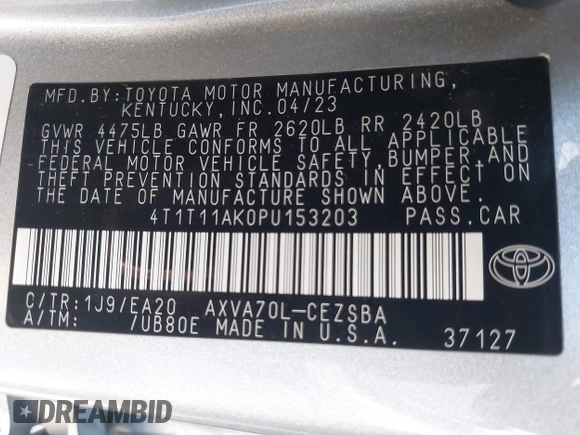 MFD.BY:TOYOTA MOTOR MANUFACTURING,
KENTUCKY,INC.04/23
GVWR 4475LB GAWR FR 2620LB RR 2420LB
THIS VEHICLE CONFORMS TO ALL APPLICABLE
FEDERAL MOTOR VEHICLE SAFETY,BUMPER,AND
THEFT PREVENTION STANDARDS IN EFFECT ON
THE DATE OF MANUFACTURE SHOWN ABOVE.
4T1T11AK0PU153203 PASS.CAR
C/TR:1J9/EA20 AXVA70L-CEZSBA
A/TM: /UB80E MADE IN U.S.A. 37127
DREAMBID